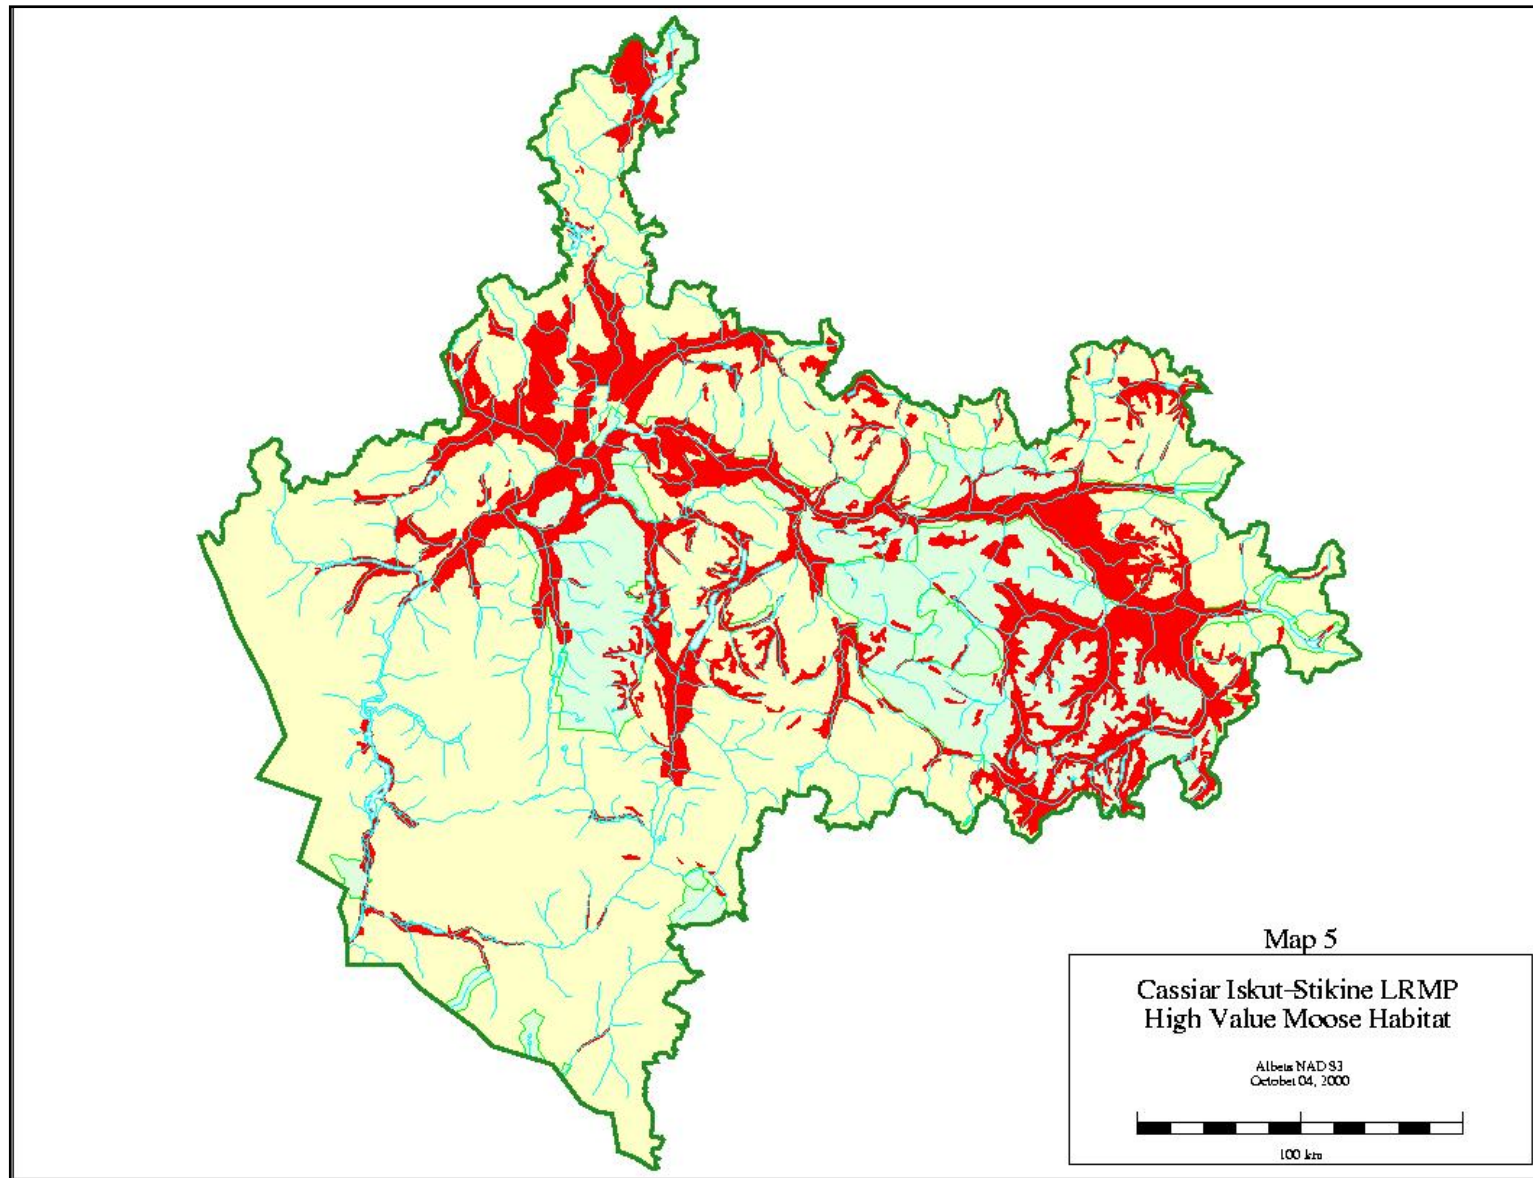 Map 5
Cassiar Iskut-Stikine LRMP
High Value Moose Habitat
Albers NAD83
October 04, 2000
100 km